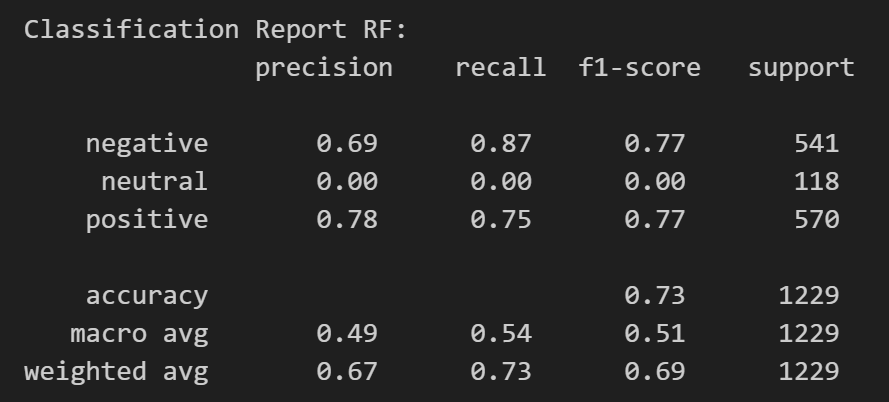 Classification Report RF:
precision recall f1-score support
negative 0.69 0.87 0.77 541
neutral 0.00 0.00 0.00 118
positive 0.78 0.75 0.77 570
accuracy 0.73 1229
macro avg 0.49 0.54 0.51 1229
weighted avg 0.67 0.73 0.69 1229